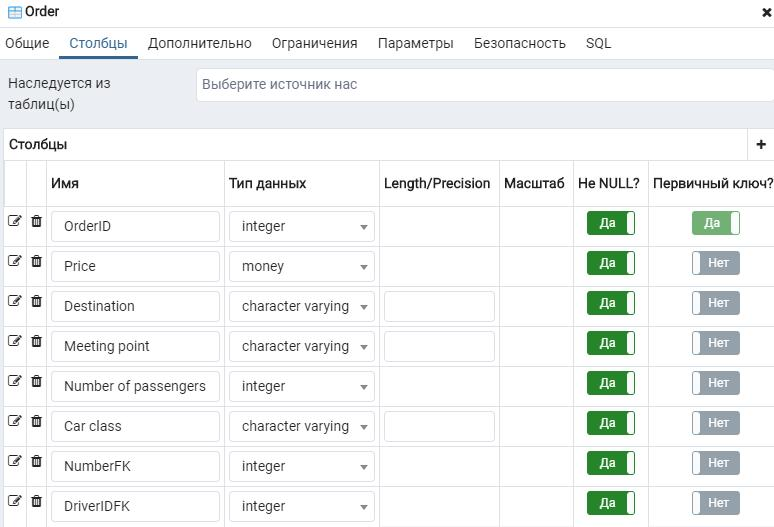 Order
Общие Столбцы Дополнительно Ограничения Параметры Безопасность SQL
Наследуется из таблиц(ы)
Выберите источник нас
Столбцы
Имя Тип данных Length/Precision Масштаб Не NULL? Первичный ключ?
OrderID integer Да Да
Price money Да Нет
Destination character varying Да Нет
Meeting point character varying Да Нет
Number of passengers integer Да Нет
Car class character varying Да Нет
NumberFK integer Да Нет
DriverIDFK integer Да Нет